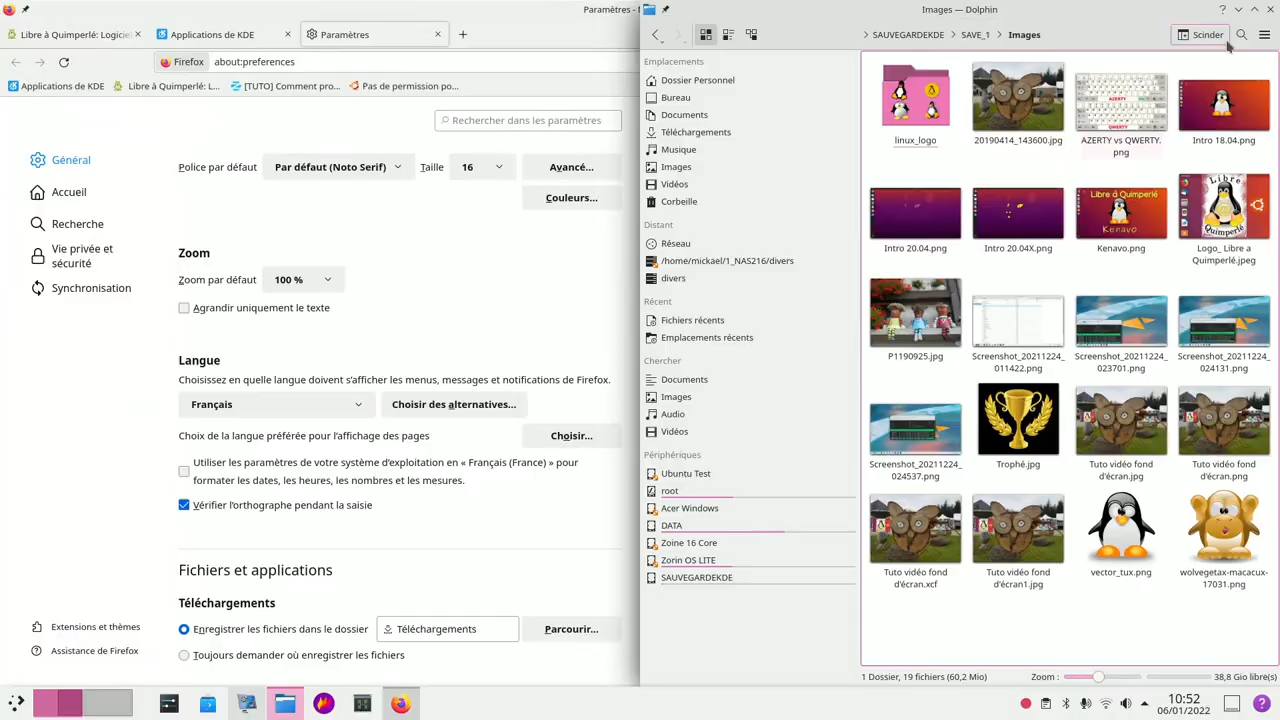 Paramètres -
Libre à Quimperlé: Logiciel
Applications de KDE
Paramètres
Firefox
about:preferences
Applications de KDE
Libre à Quimperlé: L...
[TUTO] Comment pro...
Pas de permission po...
Rechercher dans les paramètres
Général
Accueil
Recherche
Vie privée et
sécurité
Synchronisation
Extensions et thèmes
Assistance de Firefox
Police par défaut
Par défaut (Noto Serif)
Taille
16
Avancé...
Couleurs...
Zoom
Zoom par défaut
100 %
Agrandir uniquement le texte
Langue
Choisissez en quelle langue doivent s'afficher les menus, messages et notifications de Firefox.
Français
Choisir des alternatives...
Choix de la langue préférée pour l'affichage des pages
Choisir...
Utiliser les paramètres de votre système d'exploitation en « Français (France) » pour
formater les dates, les heures, les nombres et les mesures.
Vérifier l'orthographe pendant la saisie
Fichiers et applications
Téléchargements
Enregistrer les fichiers dans le dossier
Téléchargements
Parcourir...
Toujours demander où enregistrer les fichiers
Images — Dolphin
SAUVEGARDEKDE
SAVE_1
Images
Scinder
Emplacements
Dossier Personnel
Bureau
Documents
Téléchargements
Musique
Images
Vidéos
Corbeille
Distant
Réseau
/home/mickael/1_NAS216/divers
divers
Récent
Fichiers récents
Emplacements récents
Chercher
Documents
Images
Audio
Vidéos
Périphériques
Ubuntu Test
root
Acer Windows
DATA
Zoine 16 Core
Zorin OS LITE
SAUVEGARDEKDE
AZERTY
QWERTY
linux_logo
20190414_143600.jpg
AZERTY vs QWERTY.
png
Intro 18.04.png
Libre à Quimperlé
Kenavo
Libre
Quimperlé
Intro 20.04.png
Intro 20.04X.png
Kenavo.png
Logo_ Libre a
Quimperlé.jpeg
P1190925.jpg
Screenshot_20211224_
011422.png
Screenshot_20211224_
023701.png
Screenshot_20211224_
024131.png
Screenshot_20211224_
024537.png
Trophé.jpg
Tuto vidéo fond
d'écran.jpg
Tuto vidéo fond
d'écran.png
Tuto vidéo fond
d'écran.xcf
Tuto vidéo fond
d'écran1.jpg
vector_tux.png
wolvegetax-macacux-
17031.png
1 Dossier, 19 fichiers (60,2 Mio)
Zoom :
38,8 Gio libre(s)
10:52
06/01/2022